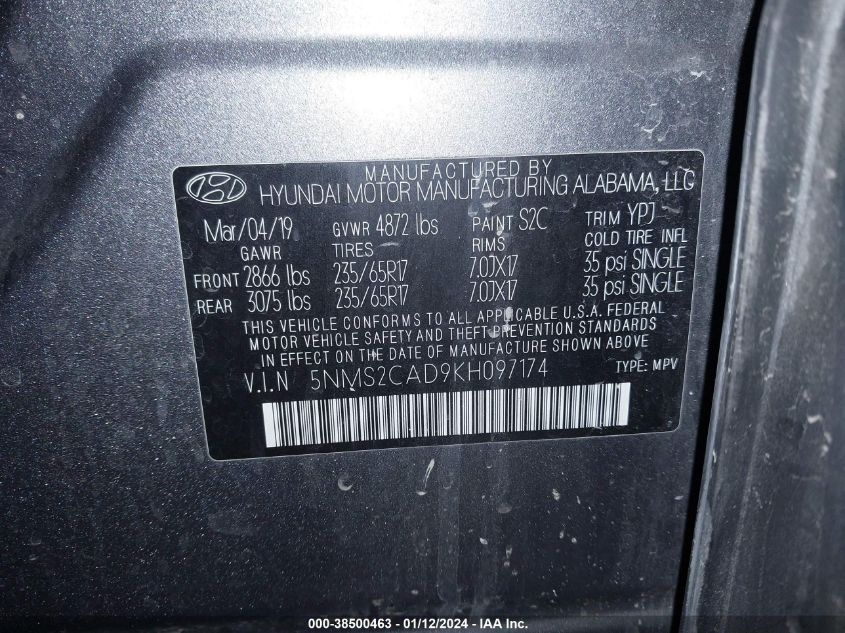 MANUFACTURED BY
HYUNDAI MOTOR MANUFACTURING ALABAMA, LLC
Mar/04/19 GVWR 4872 lbs PAINT S2C TRIM YPJ
GAWR TIRES RIMS COLD TIRE INFL
FRONT 2866 lbs 235/65R17 7.0JX17 35 psi SINGLE
REAR 3075 lbs 235/65R17 7.0JX17 35 psi SINGLE
THIS VEHICLE CONFORMS TO ALL APPLICABLE U.S.A. FEDERAL
MOTOR VEHICLE SAFETY AND THEFT PREVENTION STANDARDS
IN EFFECT ON THE DATE OF MANUFACTURE SHOWN ABOVE
V.I.N 5NMS2CAD9KH097174 TYPE: MPV
000-38500463 - 01/12/2024 - IAA Inc.